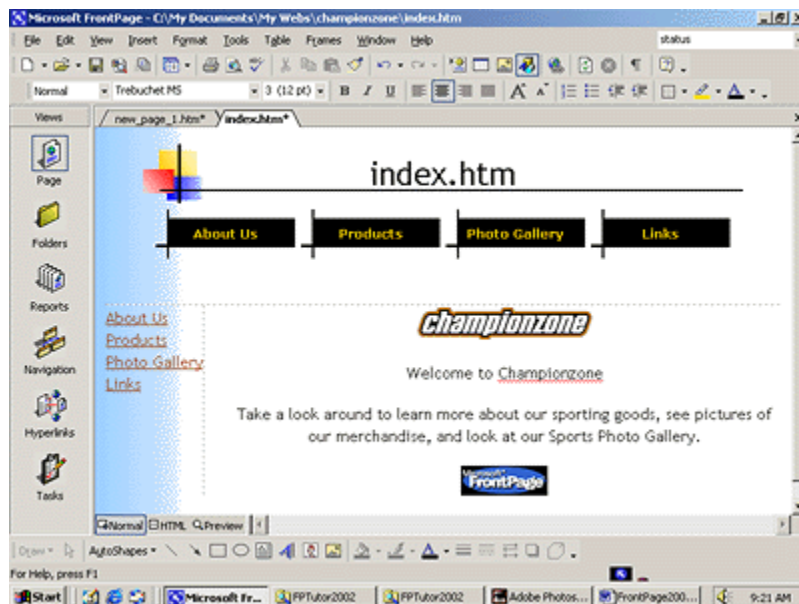 Microsoft FrontPage - C:\My Documents\My Webs\championzone\index.htm
File Edit View Insert Format Tools Table Frames Window Help status
Normal Trebuchet MS 3 (12 pt) B I U A A A
Views new_page_1.htm* index.htm*
Page
Folders
Reports
Navigation
Hyperlinks
Tasks
index.htm
About Us Products Photo Gallery Links
About Us
Products
Photo Gallery
Links
championzone
Welcome to Championzone
Take a look around to learn more about our sporting goods, see pictures of
our merchandise, and look at our Sports Photo Gallery.
Microsoft
FrontPage
Normal HTML Preview
Draw AutoShapes A
For Help, press F1
Start Microsoft Fr... FPTutor2002 FPTutor2002 Adobe Photos... FrontPage200... 9:21 AM